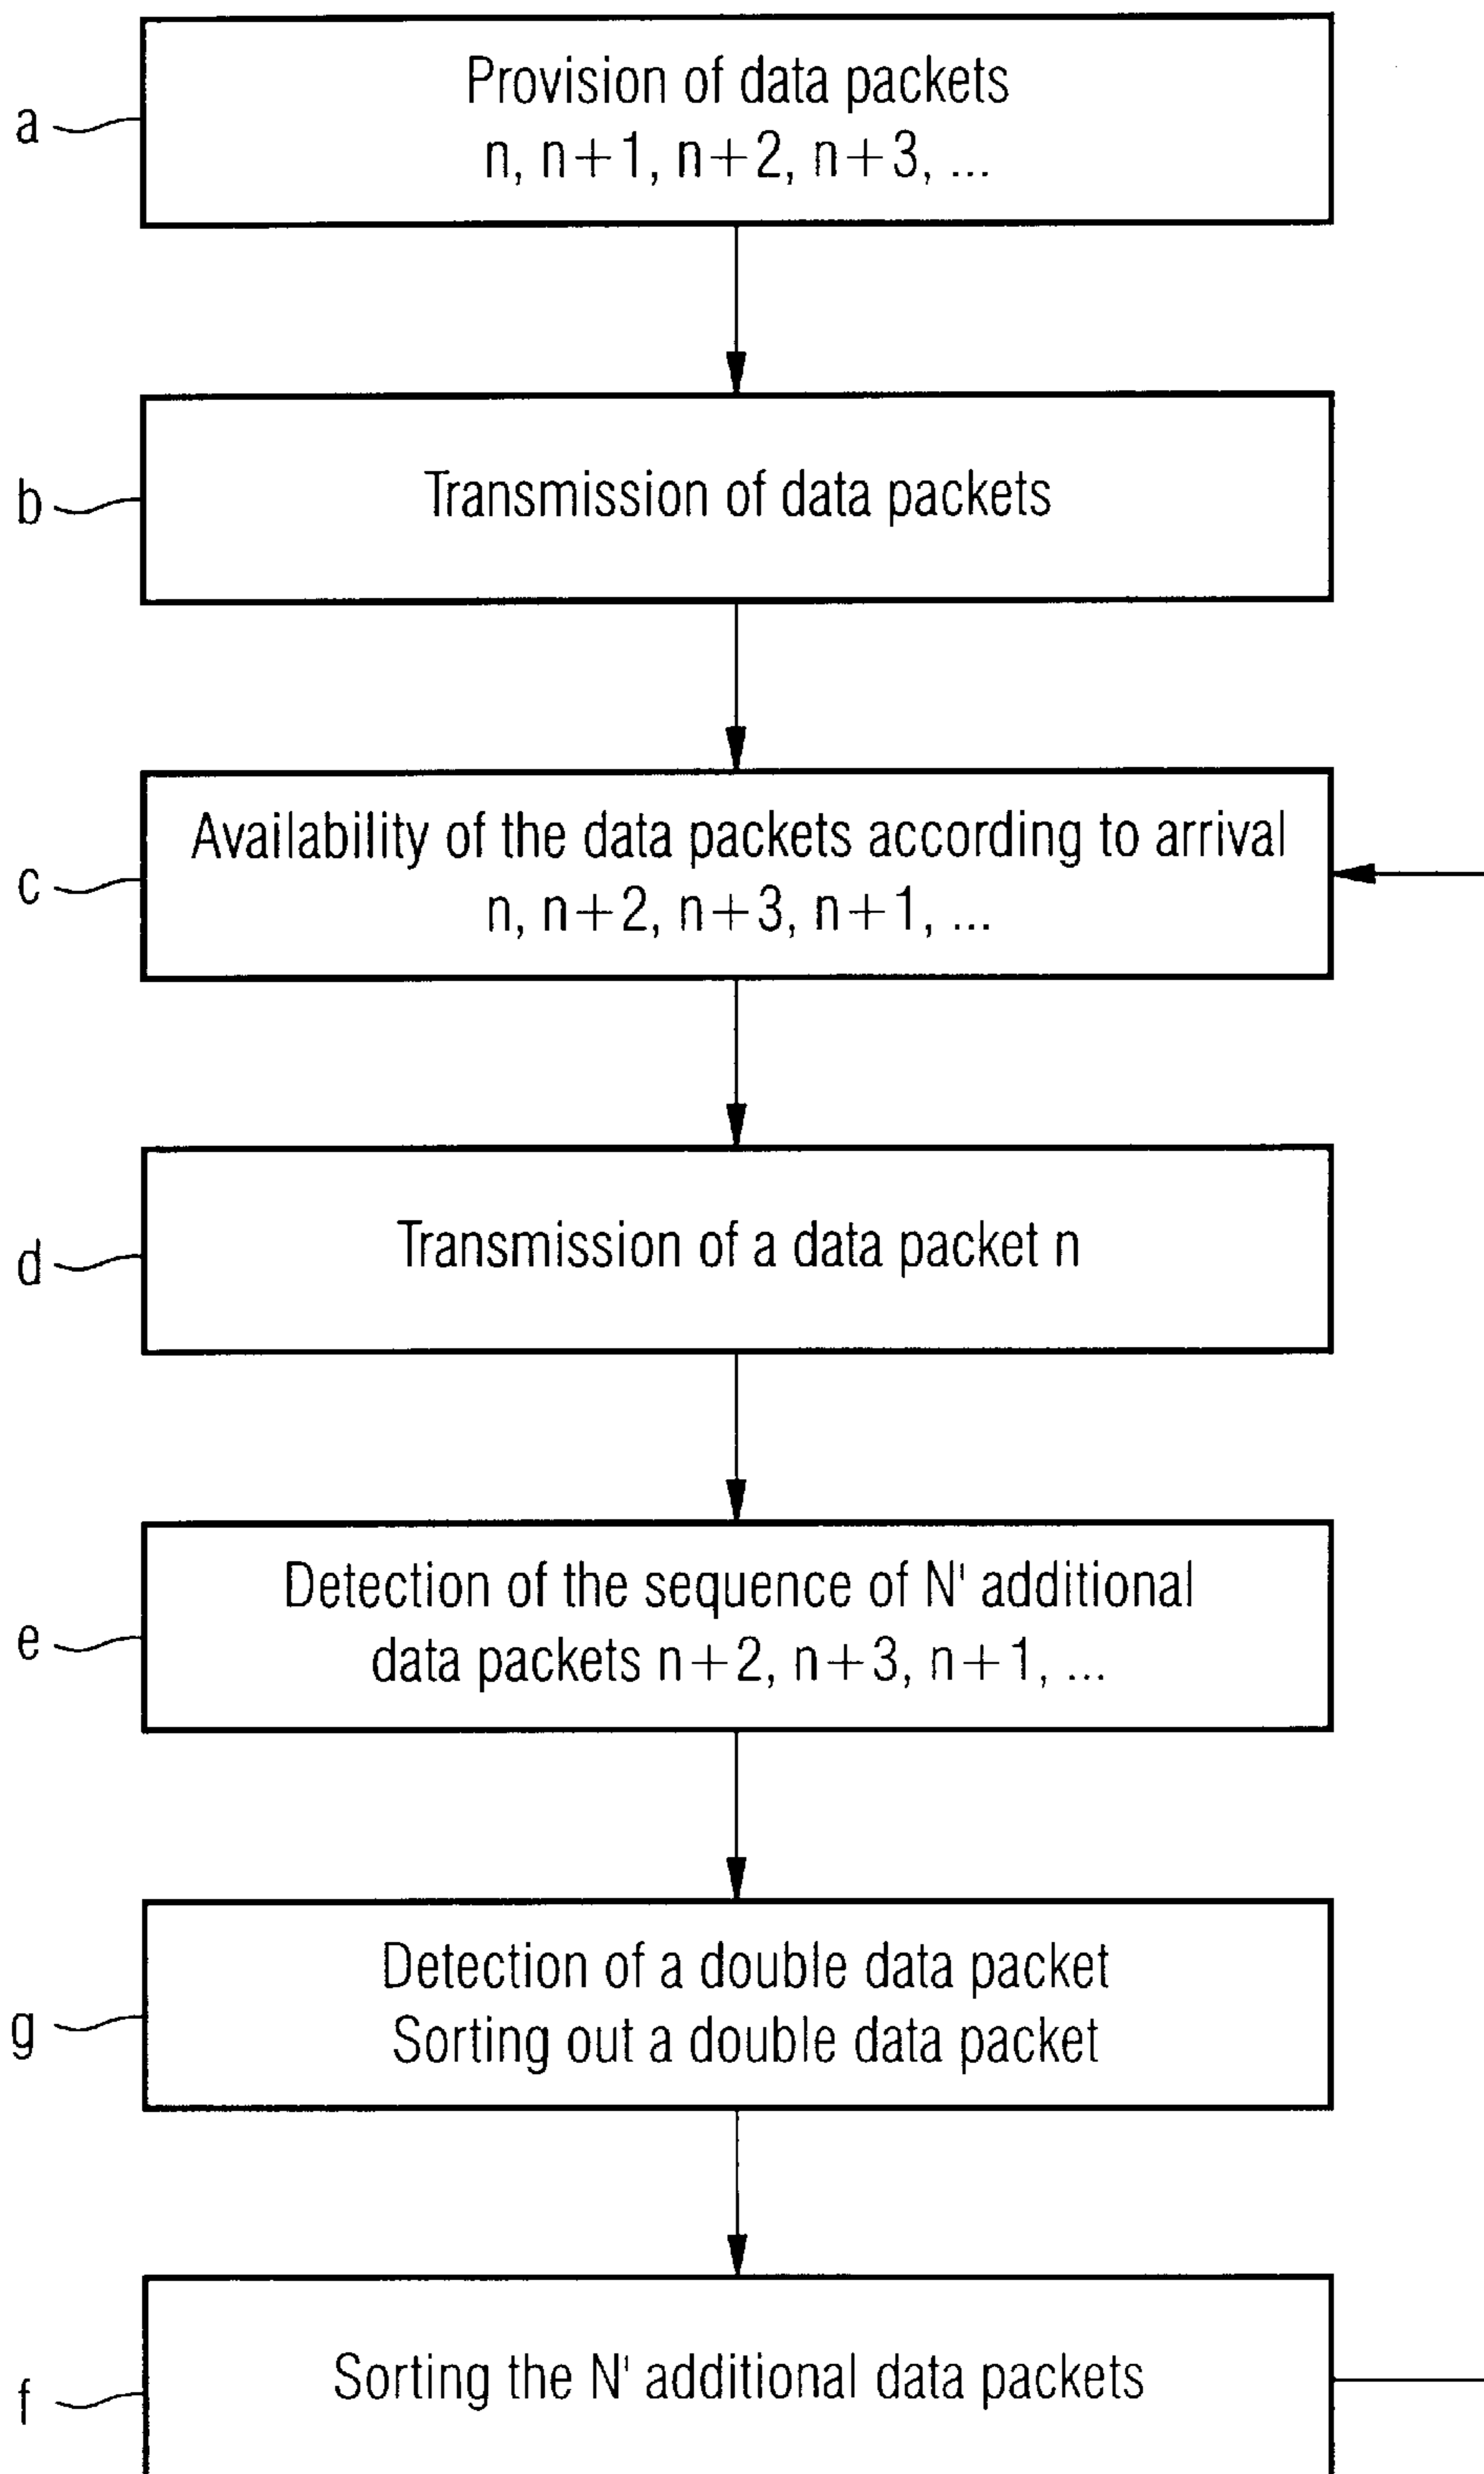 Provision of data packets
a
n, n+1, n+2, n+3, ...
b
Transmission of data packets
Availability of the data packets according to arrival
c
n, n+2, n+3, n+1, ...
d
Transmission of a data packet n
Detection of the sequence of N' additional
e
data packets n+2, n+3, n+1, ...
Detection of a double data packet
g
Sorting out a double data packet
f
Sorting the N' additional data packets